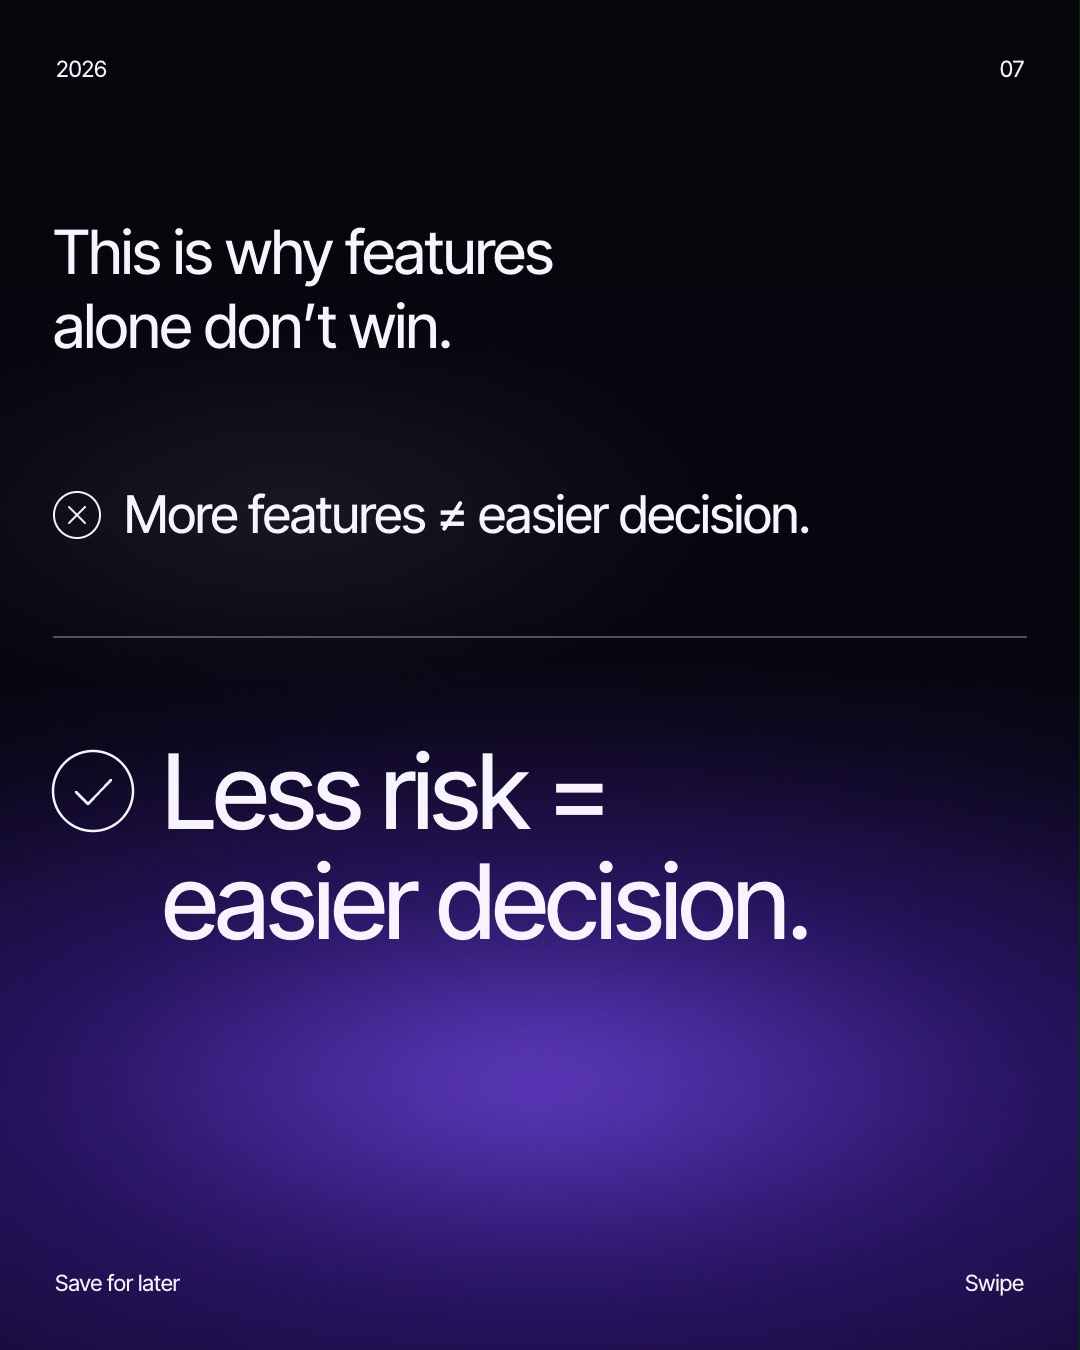 2026
07
This is why features
alone don’t win.
More features ≠ easier decision.
Less risk =
easier decision.
Save for later
Swipe